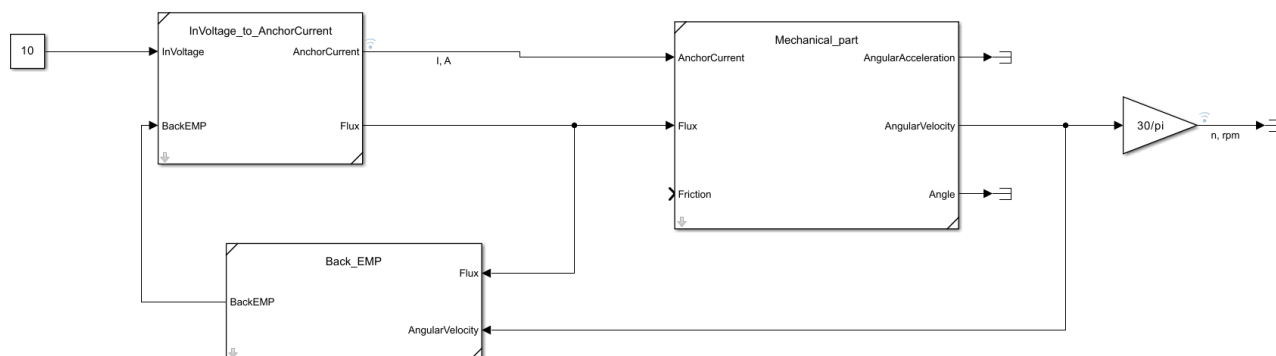 InVoltage_to_AnchorCurrent
10
InVoltage
AnchorCurrent
I, A
BackEMP
Flux
Mechanical_part
AnchorCurrent
AngularAcceleration
Flux
AngularVelocity
Friction
Angle
30/pi
n, rpm
Back_EMP
Flux
BackEMP
AngularVelocity